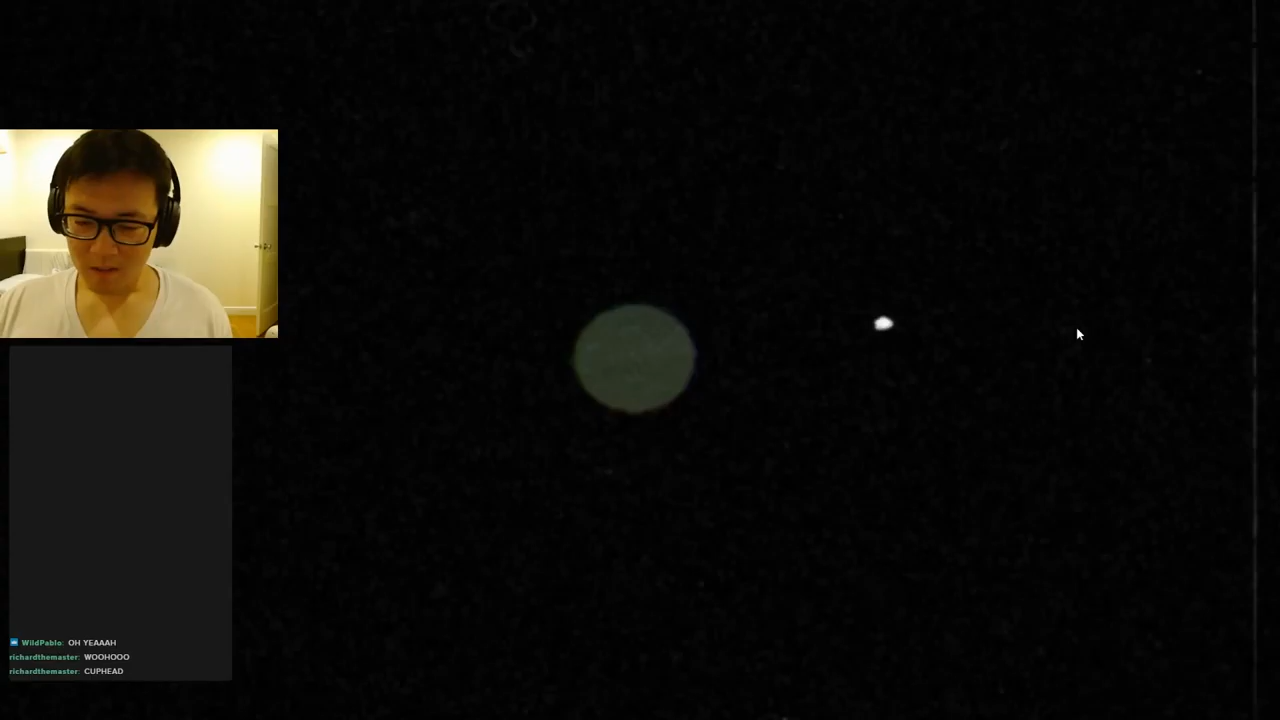 WildPablo: OH YEAAAH
richardthemaster: WOOHOOO
richardthemaster: CUPHEAD